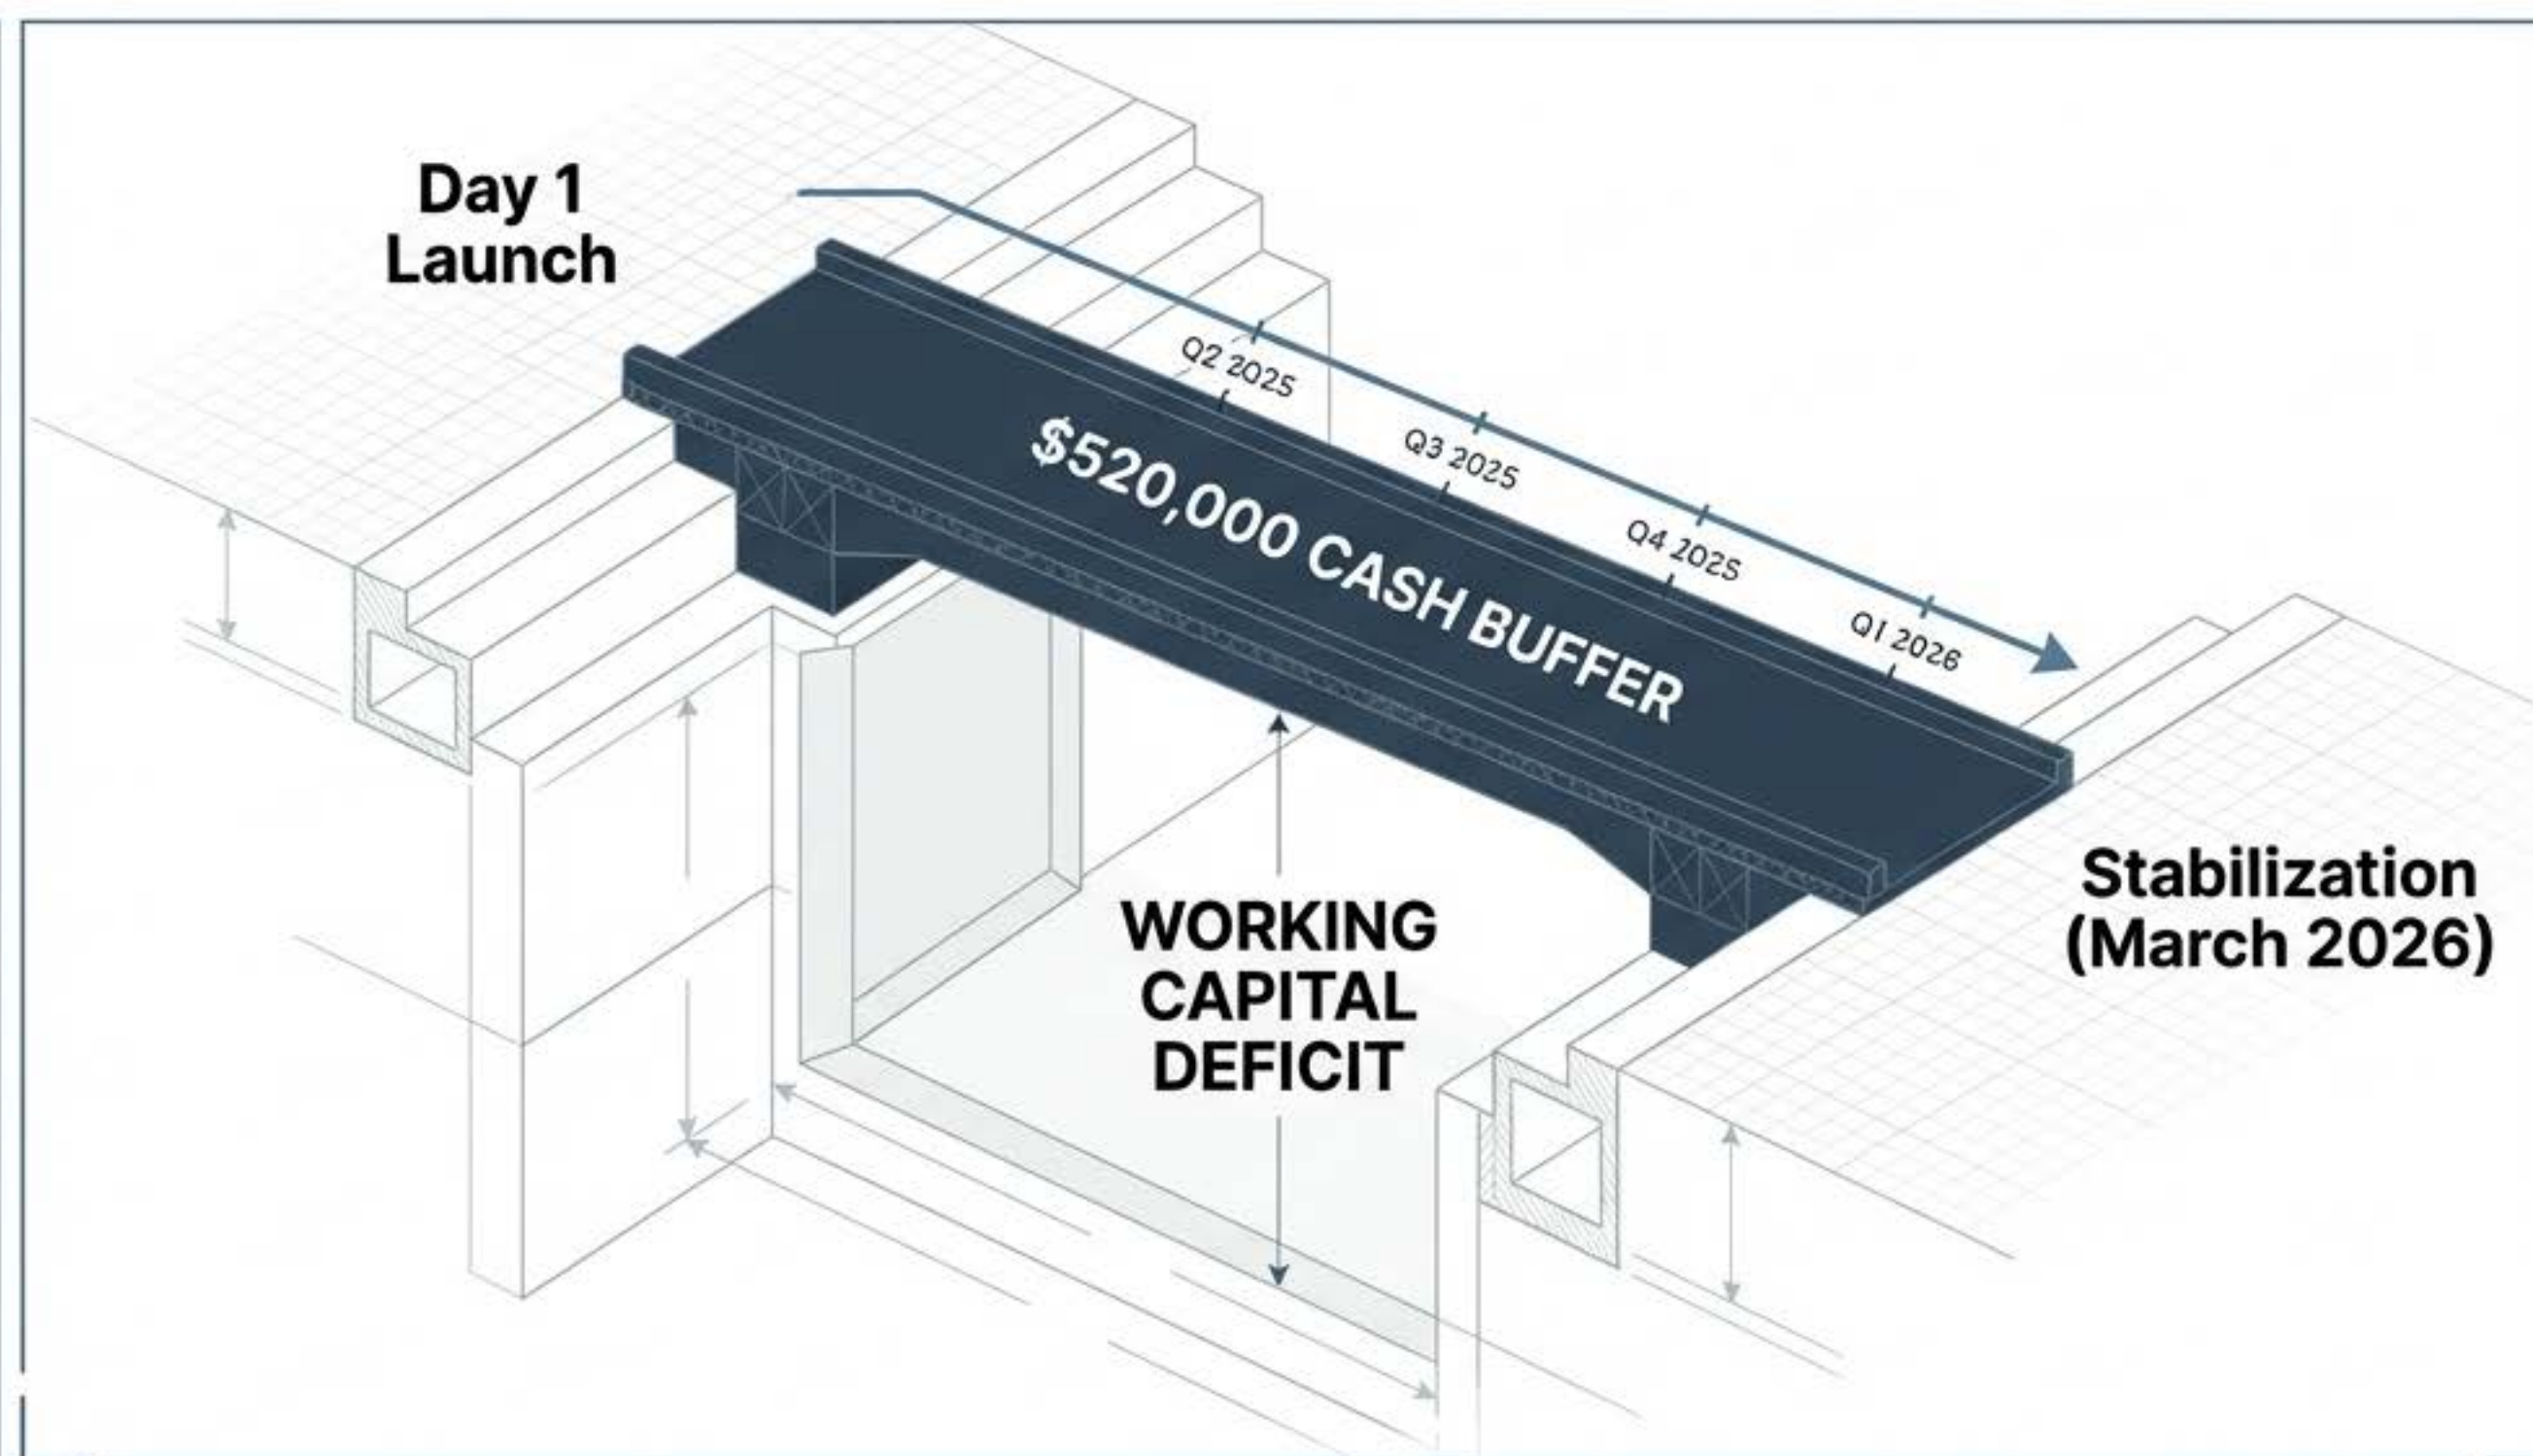 Day 1
Launch
Q2 2025
Q3 2025
Q4 2025
Q1 2026
$520,000 CASH BUFFER
WORKING
CAPITAL
DEFICIT
Stabilization
(March 2026)